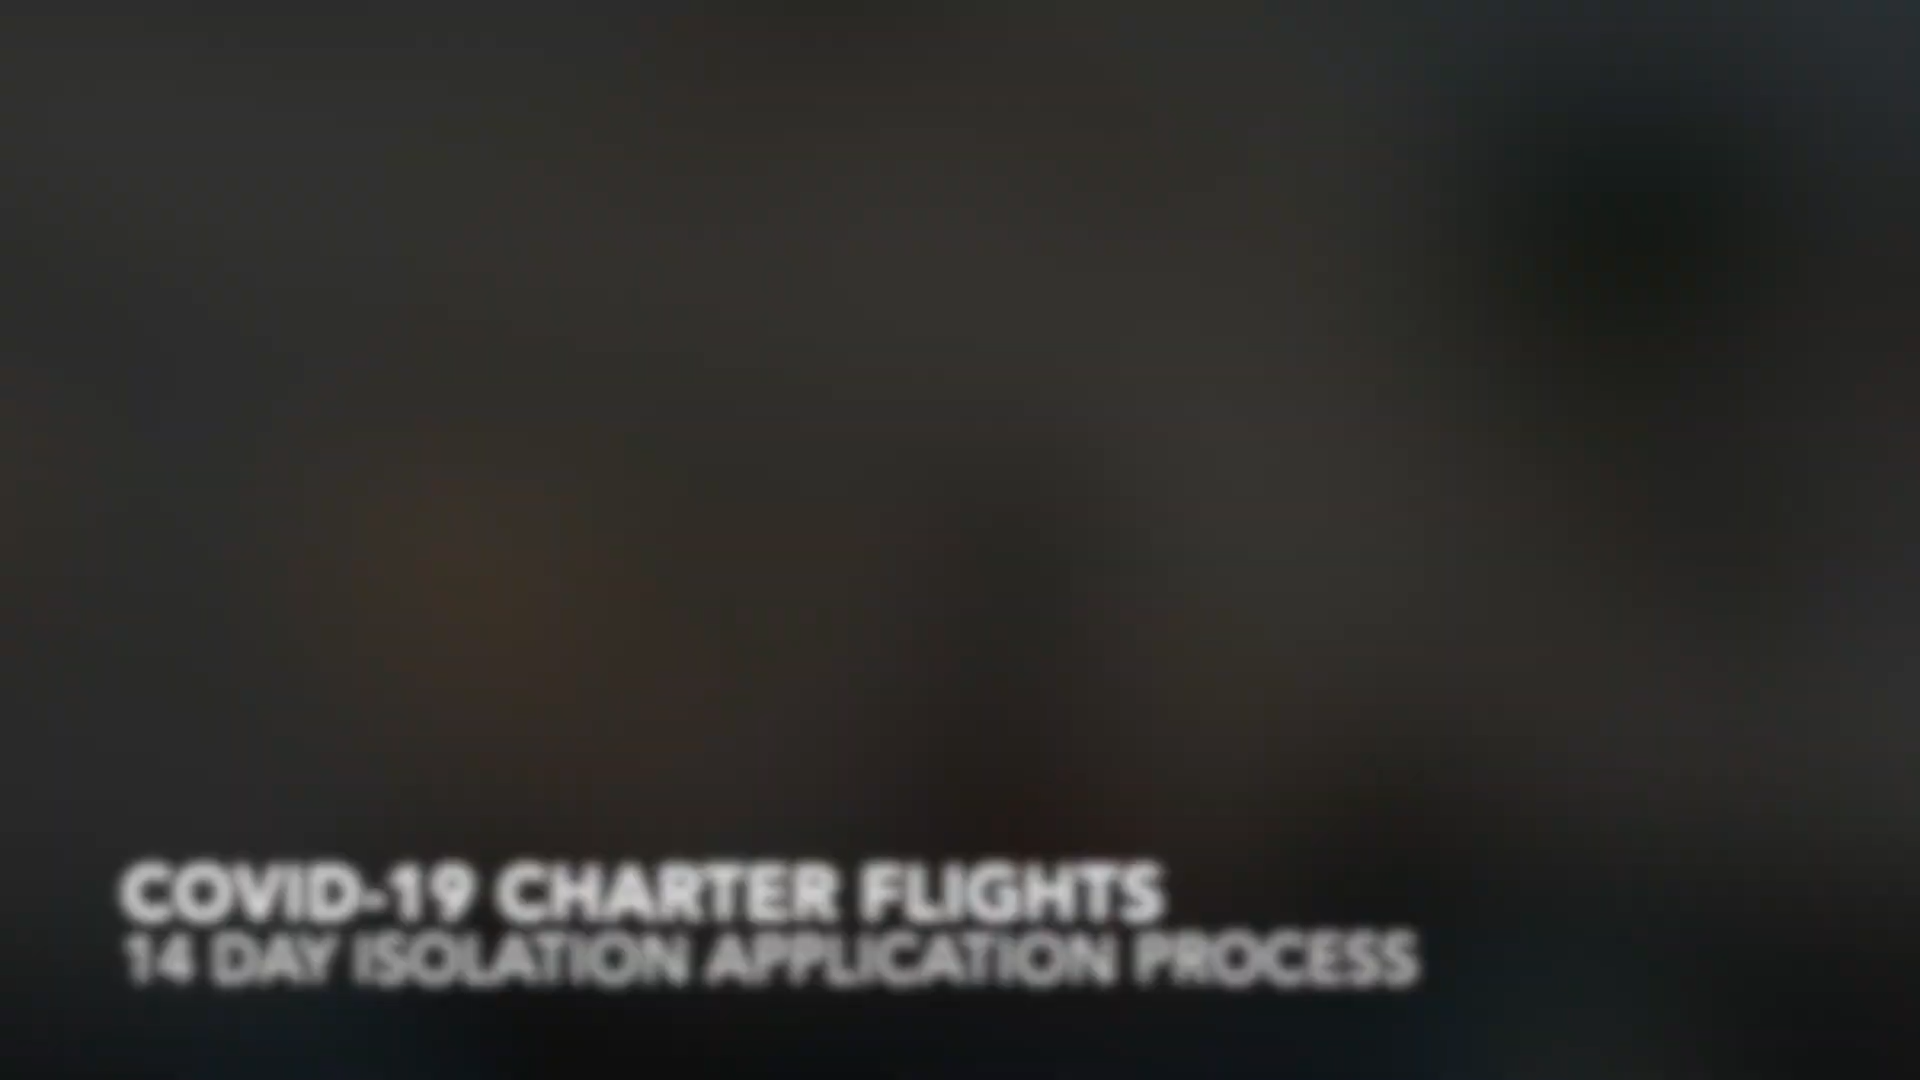 COVID-19 CHARTER FLIGHTS
14 DAY ISOLATION APPLICATION PROCESS